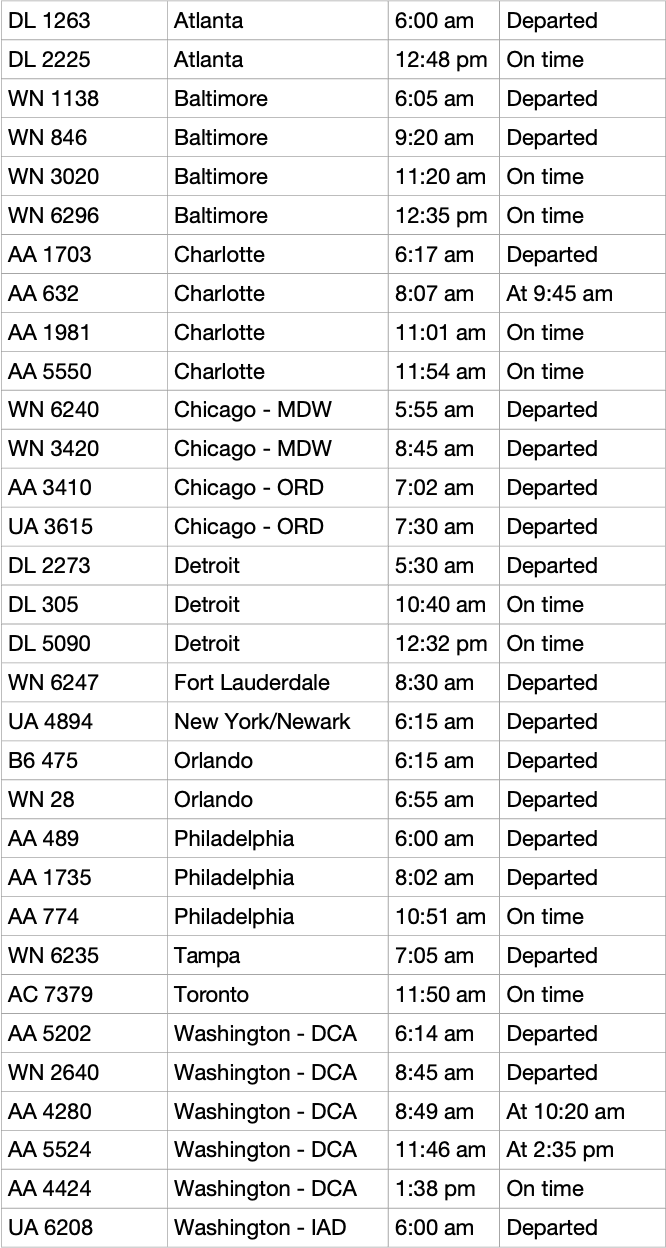 DL 1263 Atlanta 6:00 am Departed
DL 2225 Atlanta 12:48 pm On time
WN 1138 Baltimore 6:05 am Departed
WN 846 Baltimore 9:20 am Departed
WN 3020 Baltimore 11:20 am On time
WN 6296 Baltimore 12:35 pm On time
AA 1703 Charlotte 6:17 am Departed
AA 632 Charlotte 8:07 am At 9:45 am
AA 1981 Charlotte 11:01 am On time
AA 5550 Charlotte 11:54 am On time
WN 6240 Chicago - MDW 5:55 am Departed
WN 3420 Chicago - MDW 8:45 am Departed
AA 3410 Chicago - ORD 7:02 am Departed
UA 3615 Chicago - ORD 7:30 am Departed
DL 2273 Detroit 5:30 am Departed
DL 305 Detroit 10:40 am On time
DL 5090 Detroit 12:32 pm On time
WN 6247 Fort Lauderdale 8:30 am Departed
UA 4894 New York/Newark 6:15 am Departed
B6 475 Orlando 6:15 am Departed
WN 28 Orlando 6:55 am Departed
AA 489 Philadelphia 6:00 am Departed
AA 1735 Philadelphia 8:02 am Departed
AA 774 Philadelphia 10:51 am On time
WN 6235 Tampa 7:05 am Departed
AC 7379 Toronto 11:50 am On time
AA 5202 Washington - DCA 6:14 am Departed
WN 2640 Washington - DCA 8:45 am Departed
AA 4280 Washington - DCA 8:49 am At 10:20 am
AA 5524 Washington - DCA 11:46 am At 2:35 pm
AA 4424 Washington - DCA 1:38 pm On time
UA 6208 Washington - IAD 6:00 am Departed